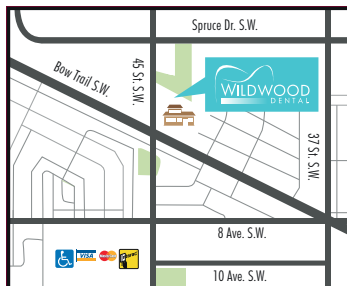 Spruce Dr. S.W.
Bow Trail S.W.
45 St. S.W.
WILDWOOD
DENTAL
37 St. S.W.
8 Ave. S.W.
VISA
10 Ave. S.W.